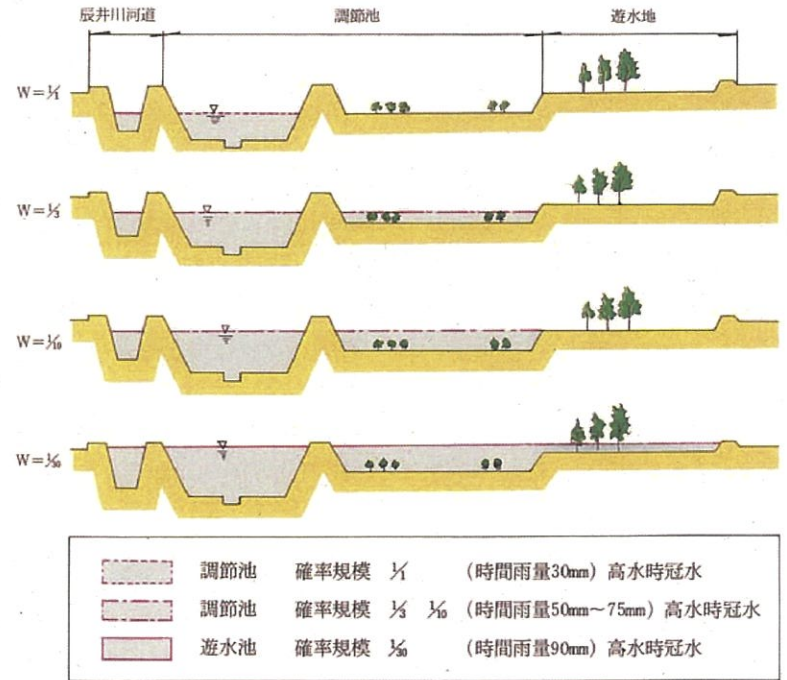 辰井川河道 調節池 遊水地
W=1/1
W=1/3
W=1/10
W=1/30
調節池 確率規模 1/1 (時間雨量30mm) 高水時冠水
調節池 確率規模 1/3 1/10 (時間雨量50mm～75mm) 高水時冠水
遊水池 確率規模 1/30 (時間雨量90mm) 高水時冠水